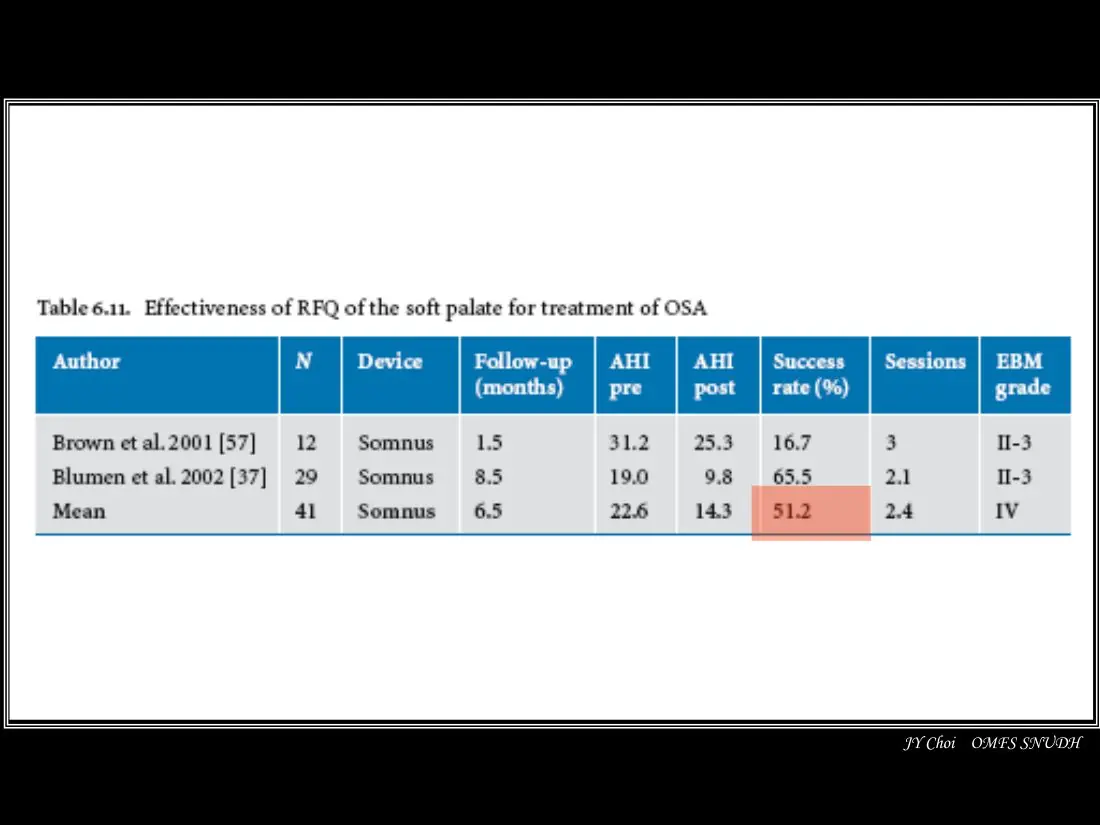 Table 6.11. Effectiveness of RFQ of the soft palate for treatment of OSA
Author N Device Follow-up (months) AHI pre AHI post Success rate (%) Sessions EBM grade
Brown et al. 2001 [57] 12 Somnus 1.5 31.2 25.3 16.7 3 II-3
Blumen et al. 2002 [37] 29 Somnus 8.5 19.0 9.8 65.5 2.1 II-3
Mean 41 Somnus 6.5 22.6 14.3 51.2 2.4 IV
JY Choi OMFS SNUDH